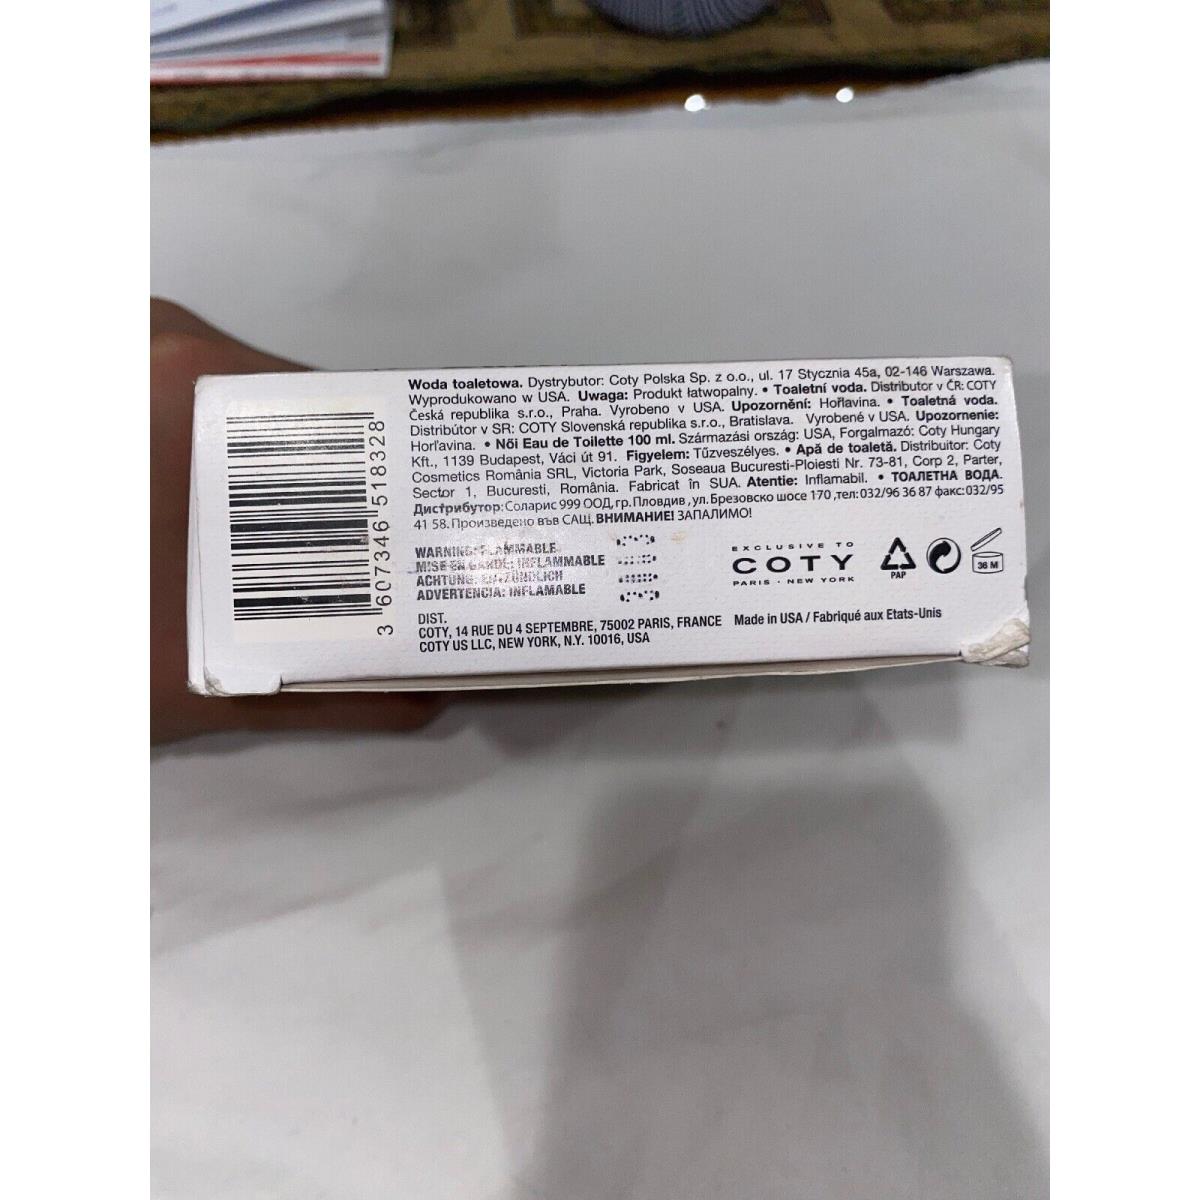 Woda toaletowa. Dystrybutor: Coty Polska Sp. z o.o., ul. 17 Stycznia 45a, 02-146 Warszawa.
Wyprodukowano w USA. Uwaga: Produkt łatwopalny. • Toaletní voda. Distributor v ČR: COTY
Česká republika s.r.o., Praha. Vyrobeno v USA. Upozornění: Hořlavina. • Toaletná voda.
Distribútor v SR: COTY Slovenská republika s.r.o., Bratislava. Vyrobené v USA. Upozornenie:
Horľavina. • Nõi Eau de Toilette 100 ml. Származási ország: USA, Forgalmazó: Coty Hungary
Kft., 1139 Budapest, Váci út 91. Figyelem: Tűzveszélyes. • Apă de toaletă. Distribuitor: Coty
Cosmetics România SRL, Victoria Park, Soseaua Bucuresti-Ploiesti Nr. 73-81, Corp 2, Parter,
Sector 1, Bucuresti, România. Fabricat în SUA. Atentie: Inflamabil. • ТОАЛЕТНА ВОДА.
Дистрибутор: Соларис 999 ООД, гр. Пловдив, ул. Брезовско шосе 170, тел: 032/96 36 87 факс: 032/95
41 58. Произведено във САЩ. ВНИМАНИЕ! ЗАПАЛИМО!
WARNING: FLAMMABLE
MISE EN GARDE: INFLAMMABLE
ACHTUNG: ENTZÜNDLICH
ADVERTENCIA: INFLAMABLE
EXCLUSIVE TO
COTY
PARIS · NEW YORK
PAP
36 M
DIST.
COTY, 14 RUE DU 4 SEPTEMBRE, 75002 PARIS, FRANCE Made in USA / Fabriqué aux Etats-Unis
COTY US LLC, NEW YORK, N.Y. 10016, USA
3 607346 518328